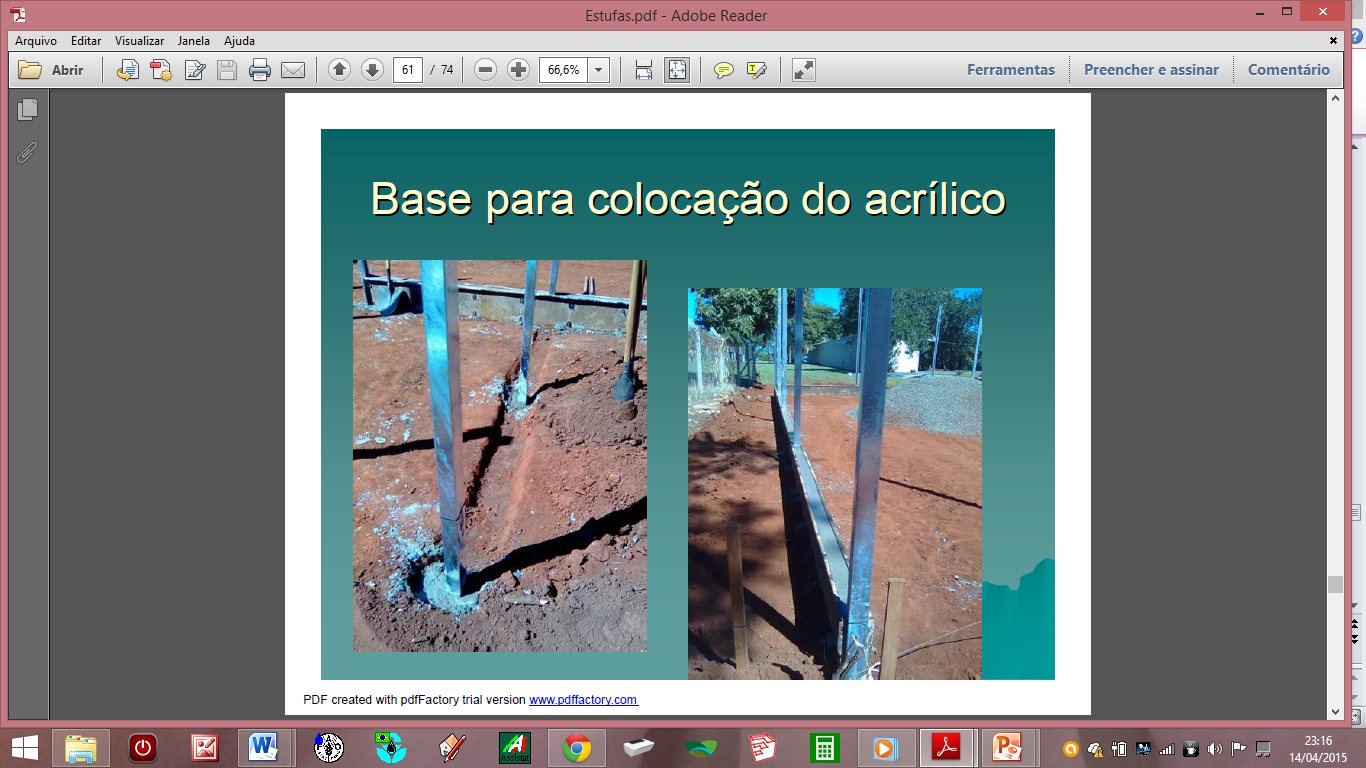 Estufas.pdf - Adobe Reader
Arquivo Editar Visualizar Janela Ajuda
Abrir 61 / 74 66,6% Ferramentas Preencher e assinar Comentário
Base para colocação do acrílico
PDF created with pdfFactory trial version www.pdffactory.com
Assistat
23:16
14/04/2015